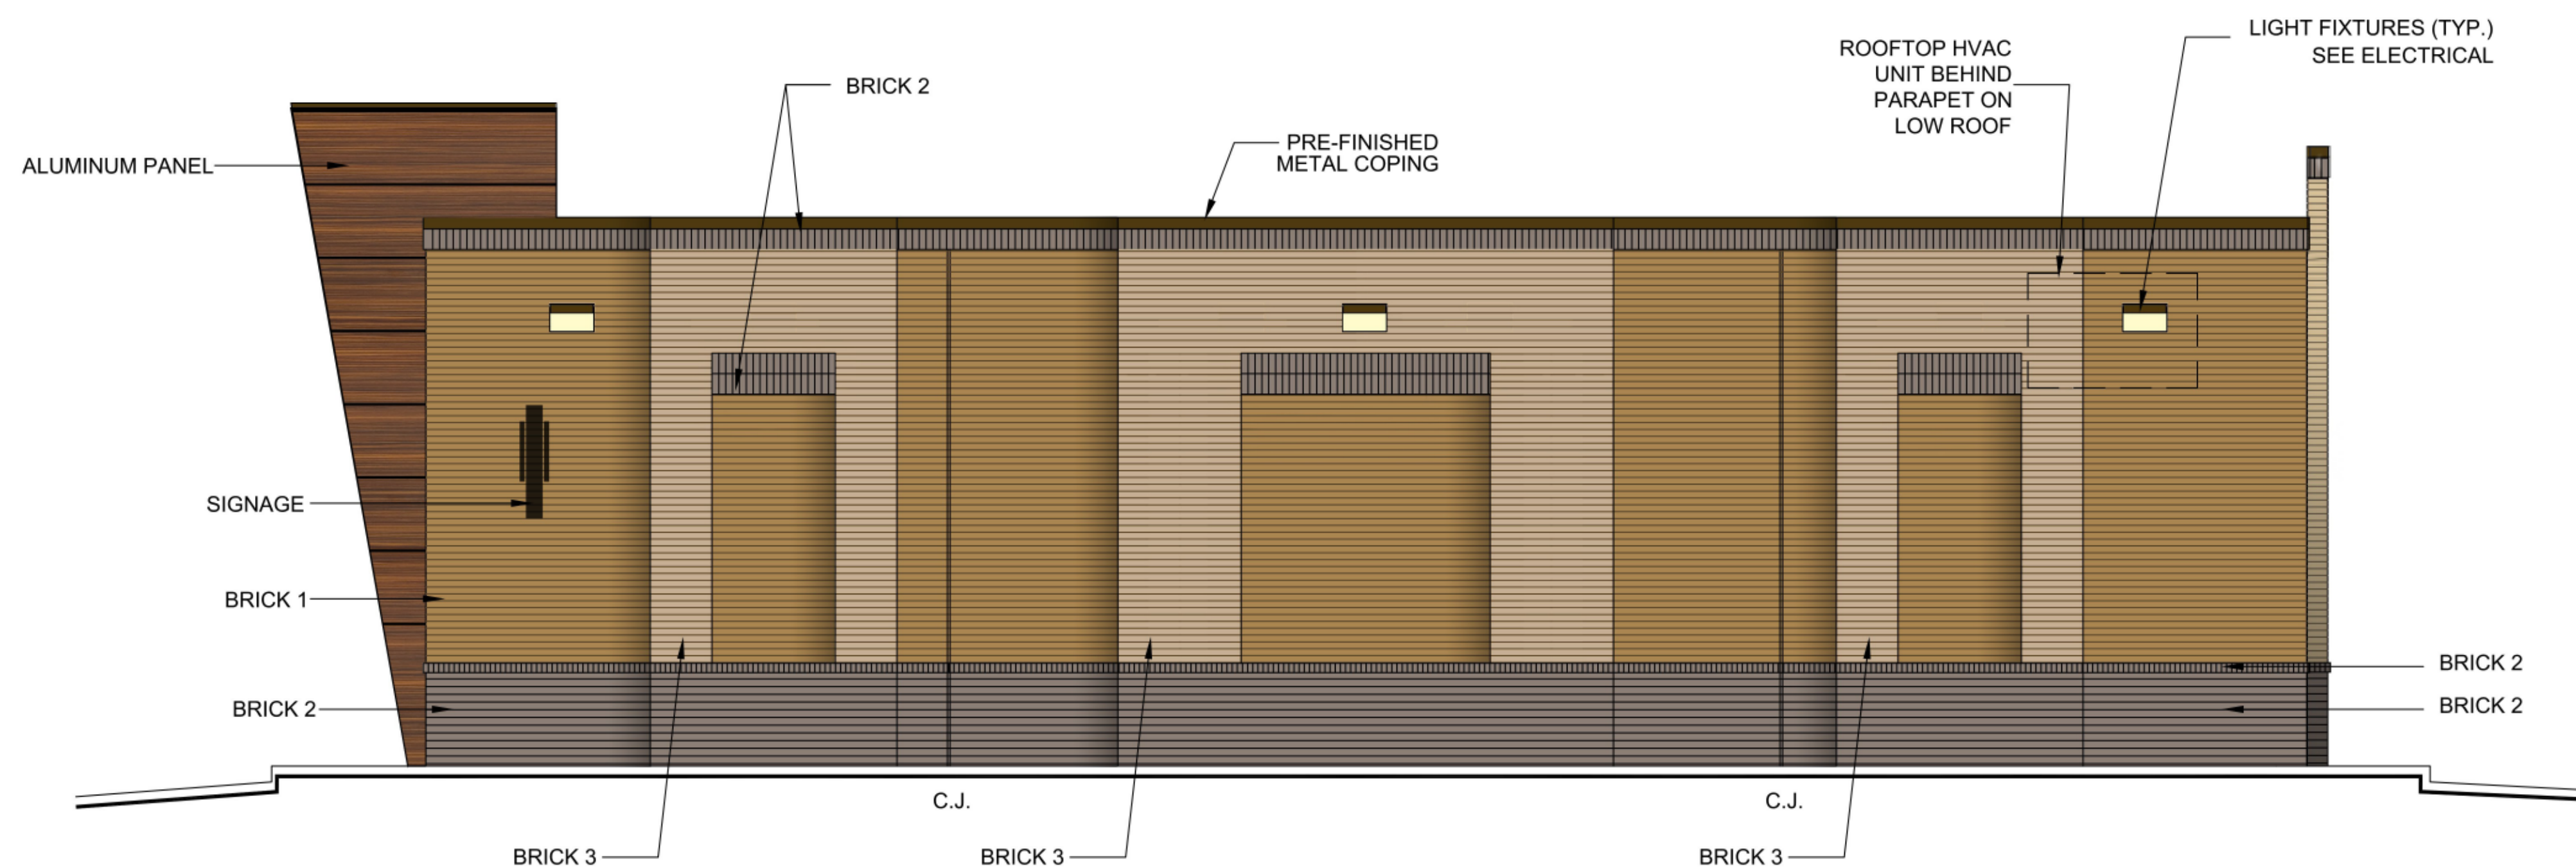 LIGHT FIXTURES (TYP.)
SEE ELECTRICAL
ROOFTOP HVAC
UNIT BEHIND
PARAPET ON
LOW ROOF
BRICK 2
PRE-FINISHED
METAL COPING
ALUMINUM PANEL
SIGNAGE
BRICK 1
BRICK 2
BRICK 2
BRICK 2
C.J.
C.J.
BRICK 3
BRICK 3
BRICK 3